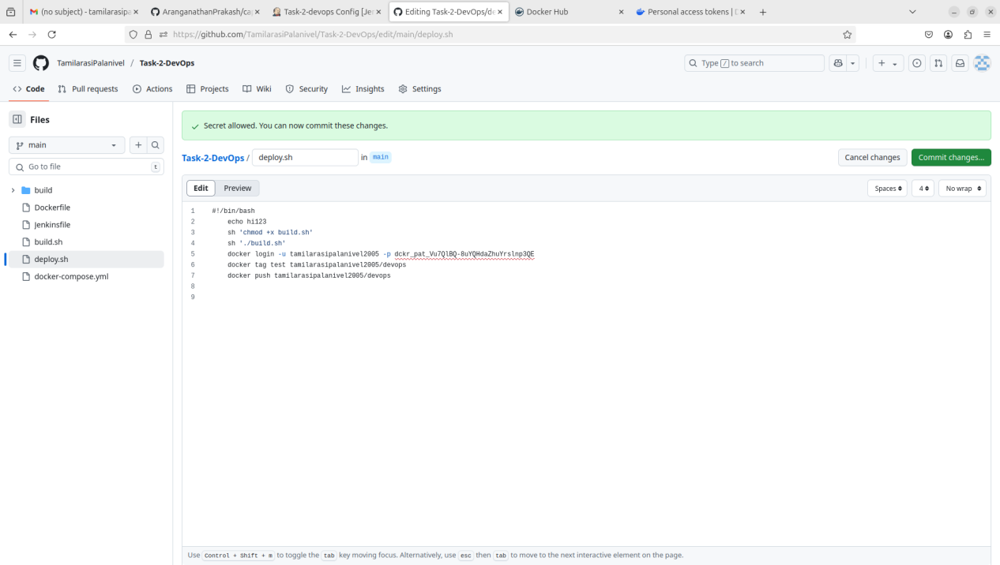 (no subject) - tamilarasipa
AranganathanPrakash/ca
Task-2-devops Config [Je
Editing Task-2-DevOps/de
Docker Hub
Personal access tokens | D
https://github.com/TamilarasiPalanivel/Task-2-DevOps/edit/main/deploy.sh
TamilarasiPalanivel / Task-2-DevOps
Type / to search
Code Pull requests Actions Projects Wiki Security Insights Settings
Files
main
Go to file t
build
Dockerfile
Jenkinsfile
build.sh
deploy.sh
docker-compose.yml
Secret allowed. You can now commit these changes.
Task-2-DevOps / deploy.sh in main
Cancel changes Commit changes...
Edit Preview
Spaces 4 No wrap
1 #!/bin/bash
2 echo hi123
3 sh 'chmod +x build.sh'
4 sh './build.sh'
5 docker login -u tamilarasipalanivel2005 -p dckr_pat_Vu7QlBQ-8uYQHdaZhuYrslnp3QE
6 docker tag test tamilarasipalanivel2005/devops
7 docker push tamilarasipalanivel2005/devops
8
9
Use Control + Shift + m to toggle the tab key moving focus. Alternatively, use esc then tab to move to the next interactive element on the page.